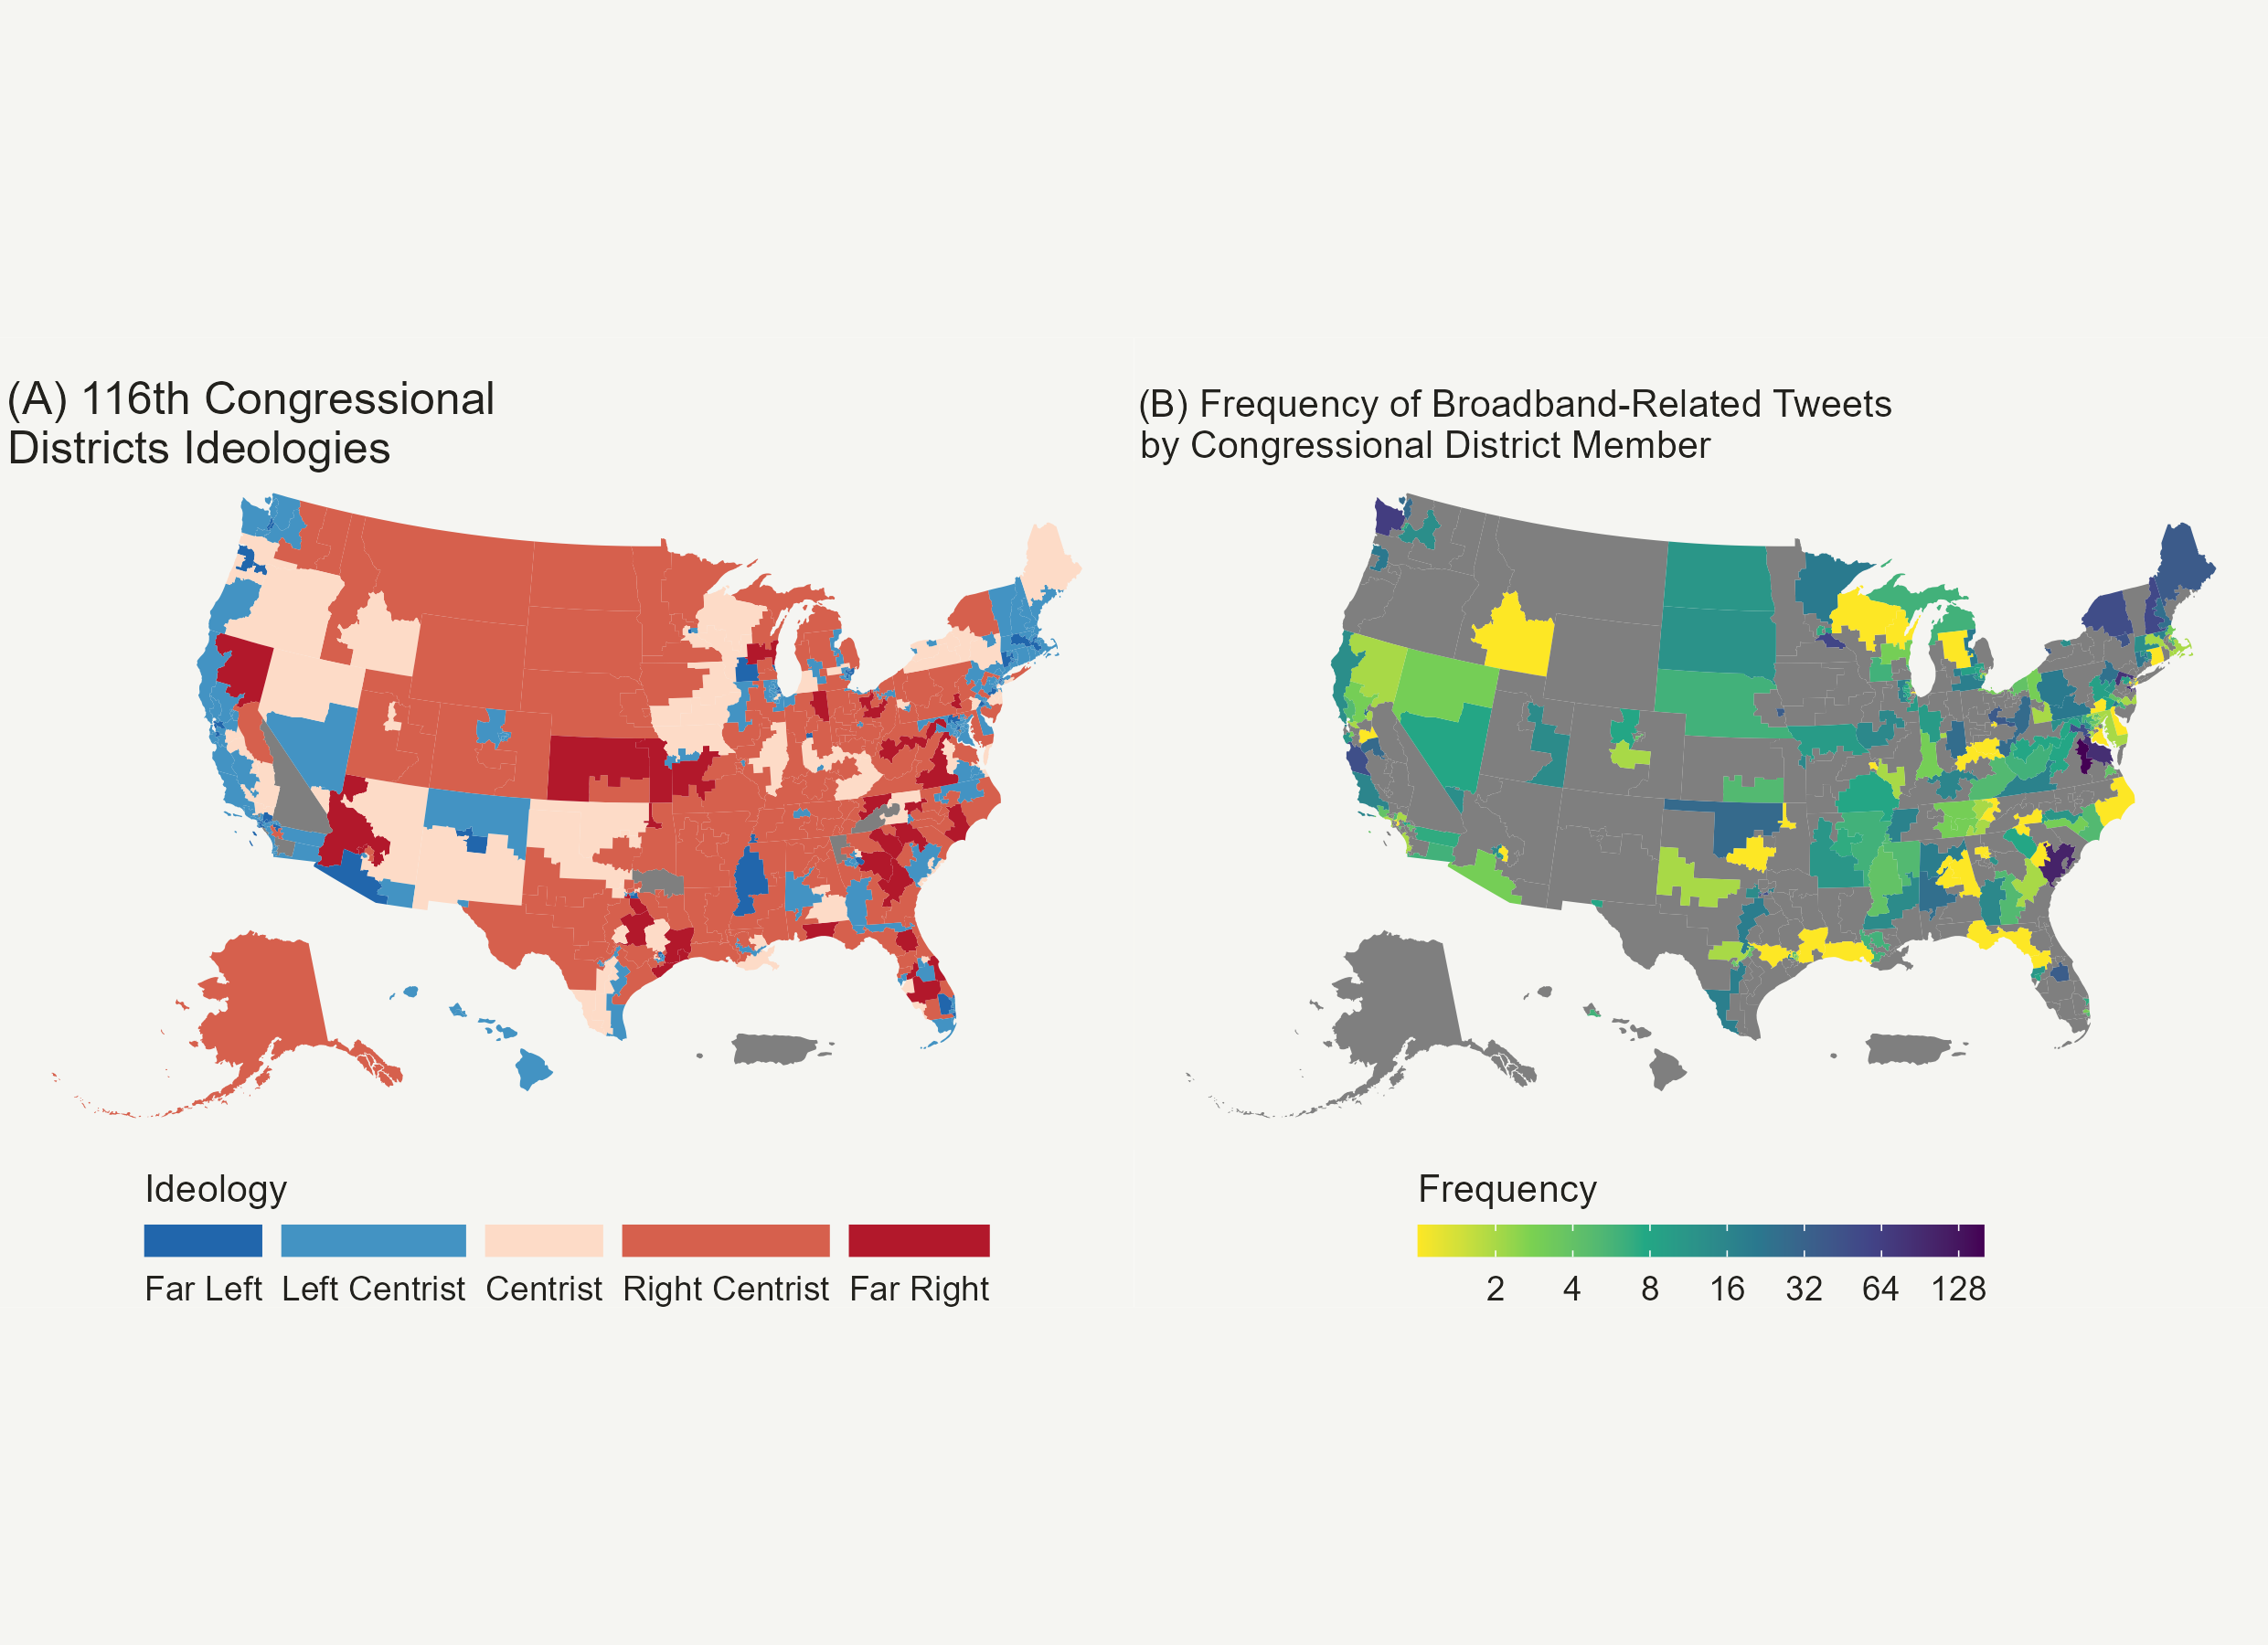 (A) 116th Congressional
Districts Ideologies
(B) Frequency of Broadband-Related Tweets
by Congressional District Member
Ideology
Far Left Left Centrist Centrist Right Centrist Far Right
Frequency
2 4 8 16 32 64 128